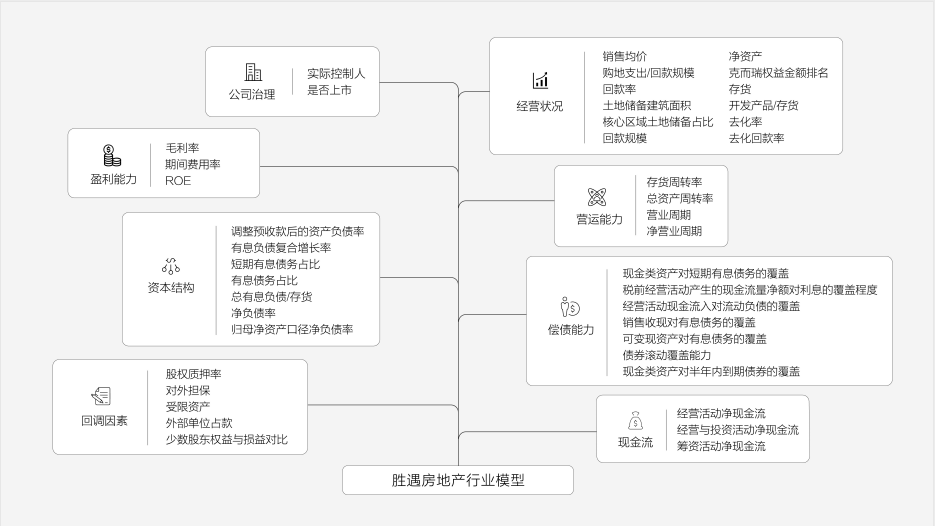 公司治理
实际控制人
是否上市
盈利能力
毛利率
期间费用率
ROE
资本结构
调整预收款后的资产负债率
有息负债复合增长率
短期有息债务占比
有息债务占比
总有息负债/存货
净负债率
归母净资产口径净负债率
回调因素
股权质押率
对外担保
受限资产
外部单位占款
少数股东权益与损益对比
经营状况
销售均价
购地支出/回款规模
回款率
土地储备建筑面积
核心区域土地储备占比
回款规模
净资产
克而瑞权益金额排名
存货
开发产品/存货
去化率
去化回款率
营运能力
存货周转率
总资产周转率
营业周期
净营业周期
偿债能力
现金类资产对短期有息债务的覆盖
税前经营活动产生的现金流量净额对利息的覆盖程度
经营活动现金流入对流动负债的覆盖
销售收现对有息债务的覆盖
可变现资产对有息债务的覆盖
债券滚动覆盖能力
现金类资产对半年内到期债券的覆盖
现金流
经营活动净现金流
经营与投资活动净现金流
筹资活动净现金流
胜遇房地产行业模型